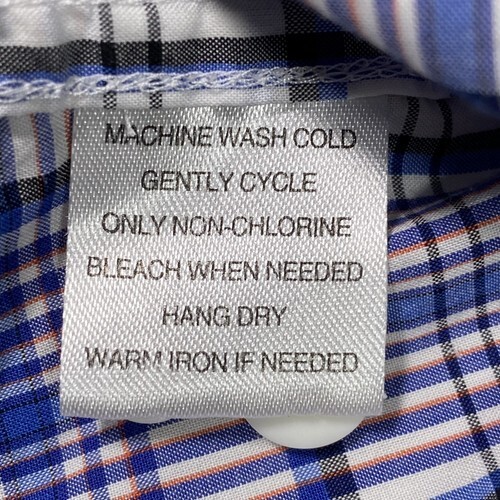 MACHINE WASH COLD
GENTLY CYCLE
ONLY NON-CHLORINE
BLEACH WHEN NEEDED
HANG DRY
WARM IRON IF NEEDED